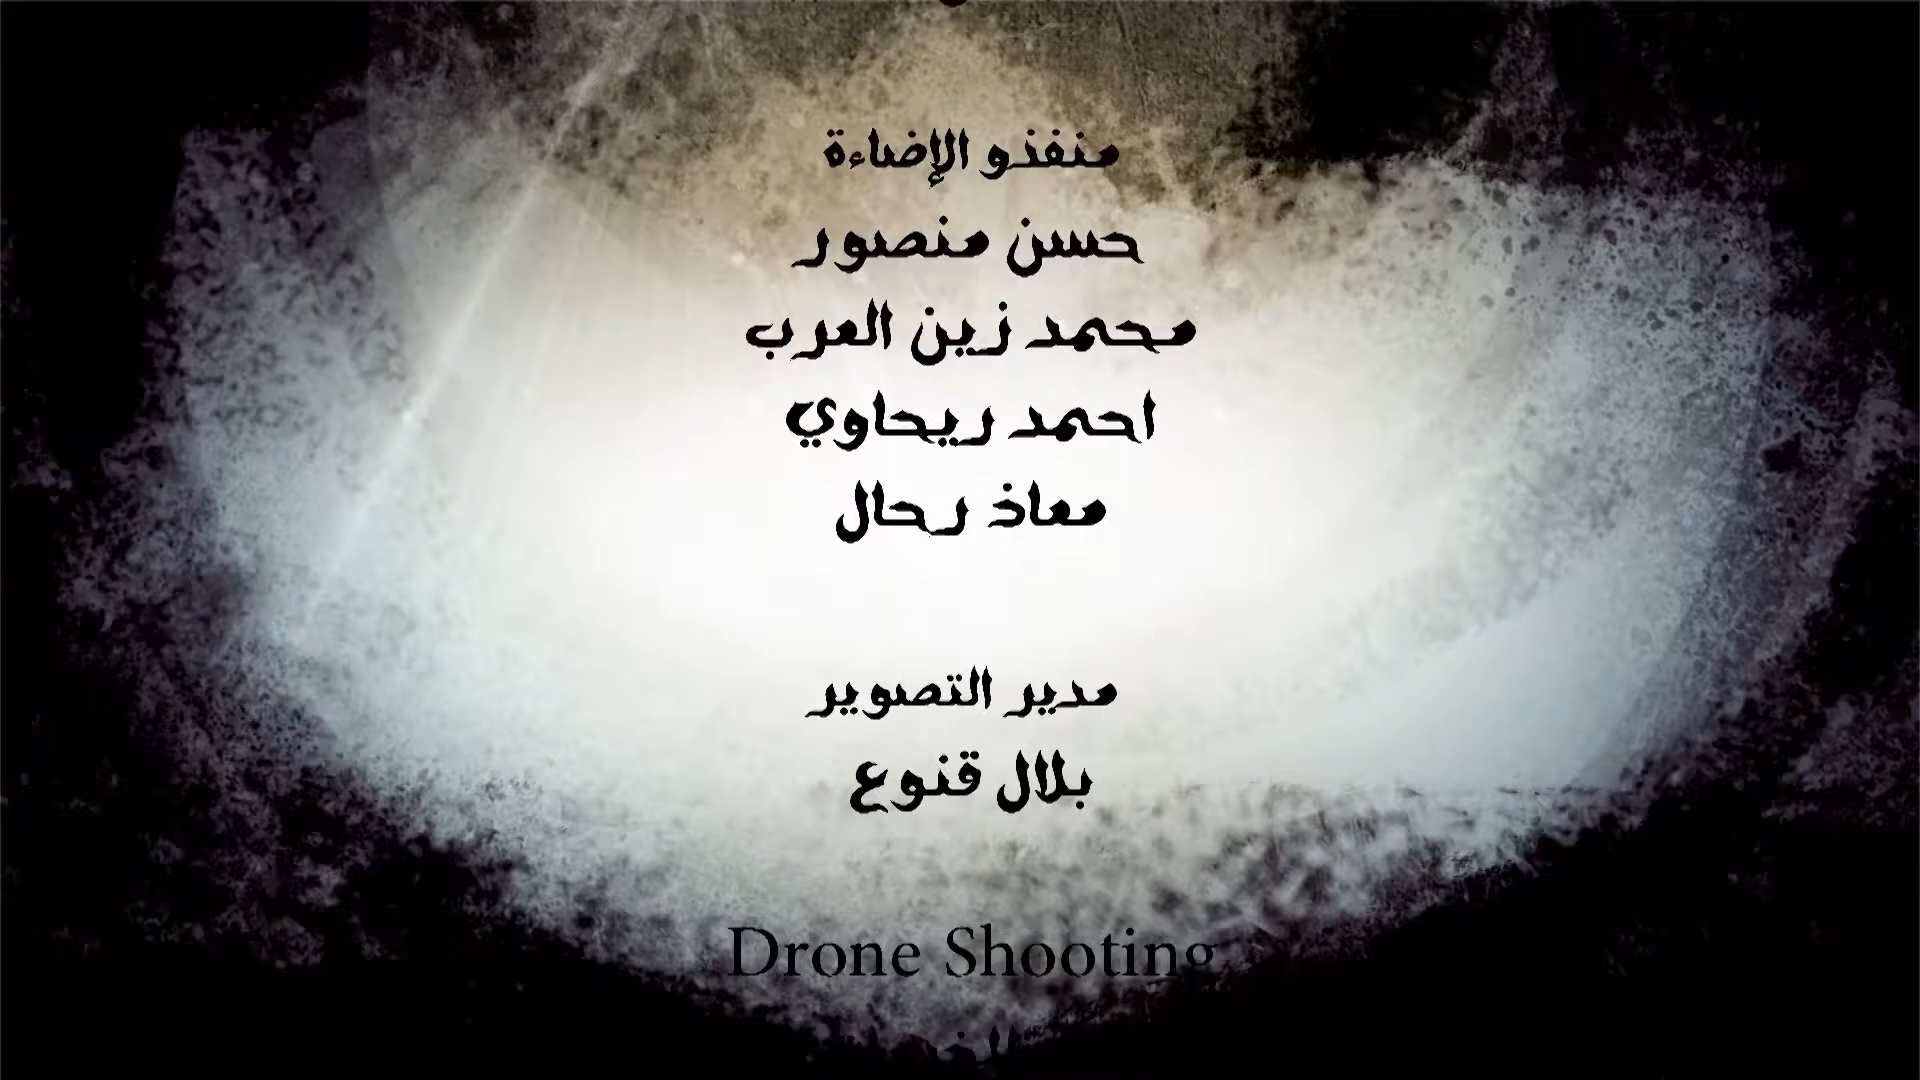 منفذو الإضاءة
حسن منصور
محمد زين العرب
احمد ريحاوي
معاذ رحال
مدير التصوير
بلال قنوع
Drone Shooting